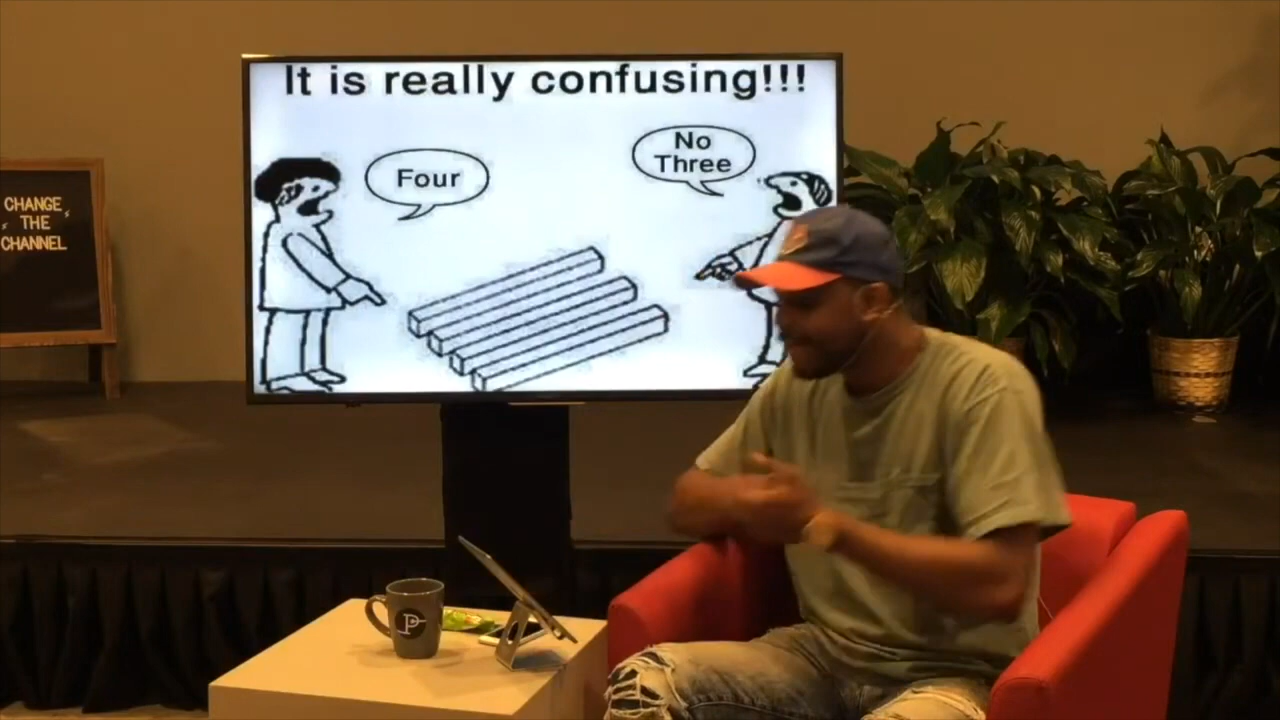 It is really confusing!!!
Four
No
Three
CHANGE
THE
CHANNEL
P